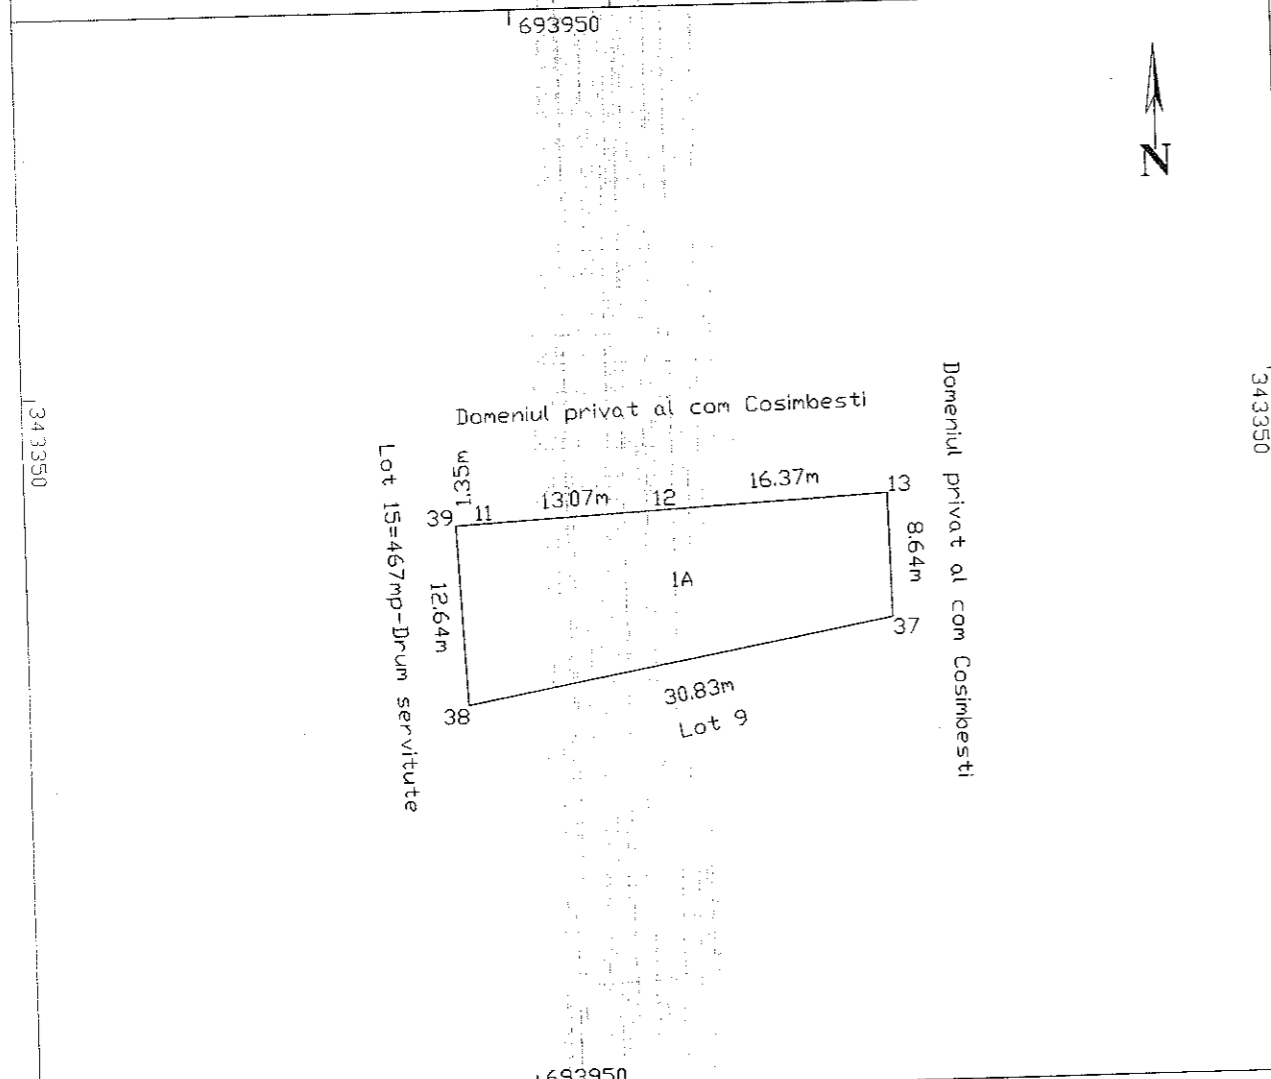 693950
N
343350
343350
Domeniul privat al com Cosimbesti
Domeniul privat al com Cosimbesti
Lot 15=467mp-Drum servitute
1.35m
39
11
13.07m
12
16.37m
13
8.64m
12.64m
1A
37
38
30.83m
Lot 9
693950